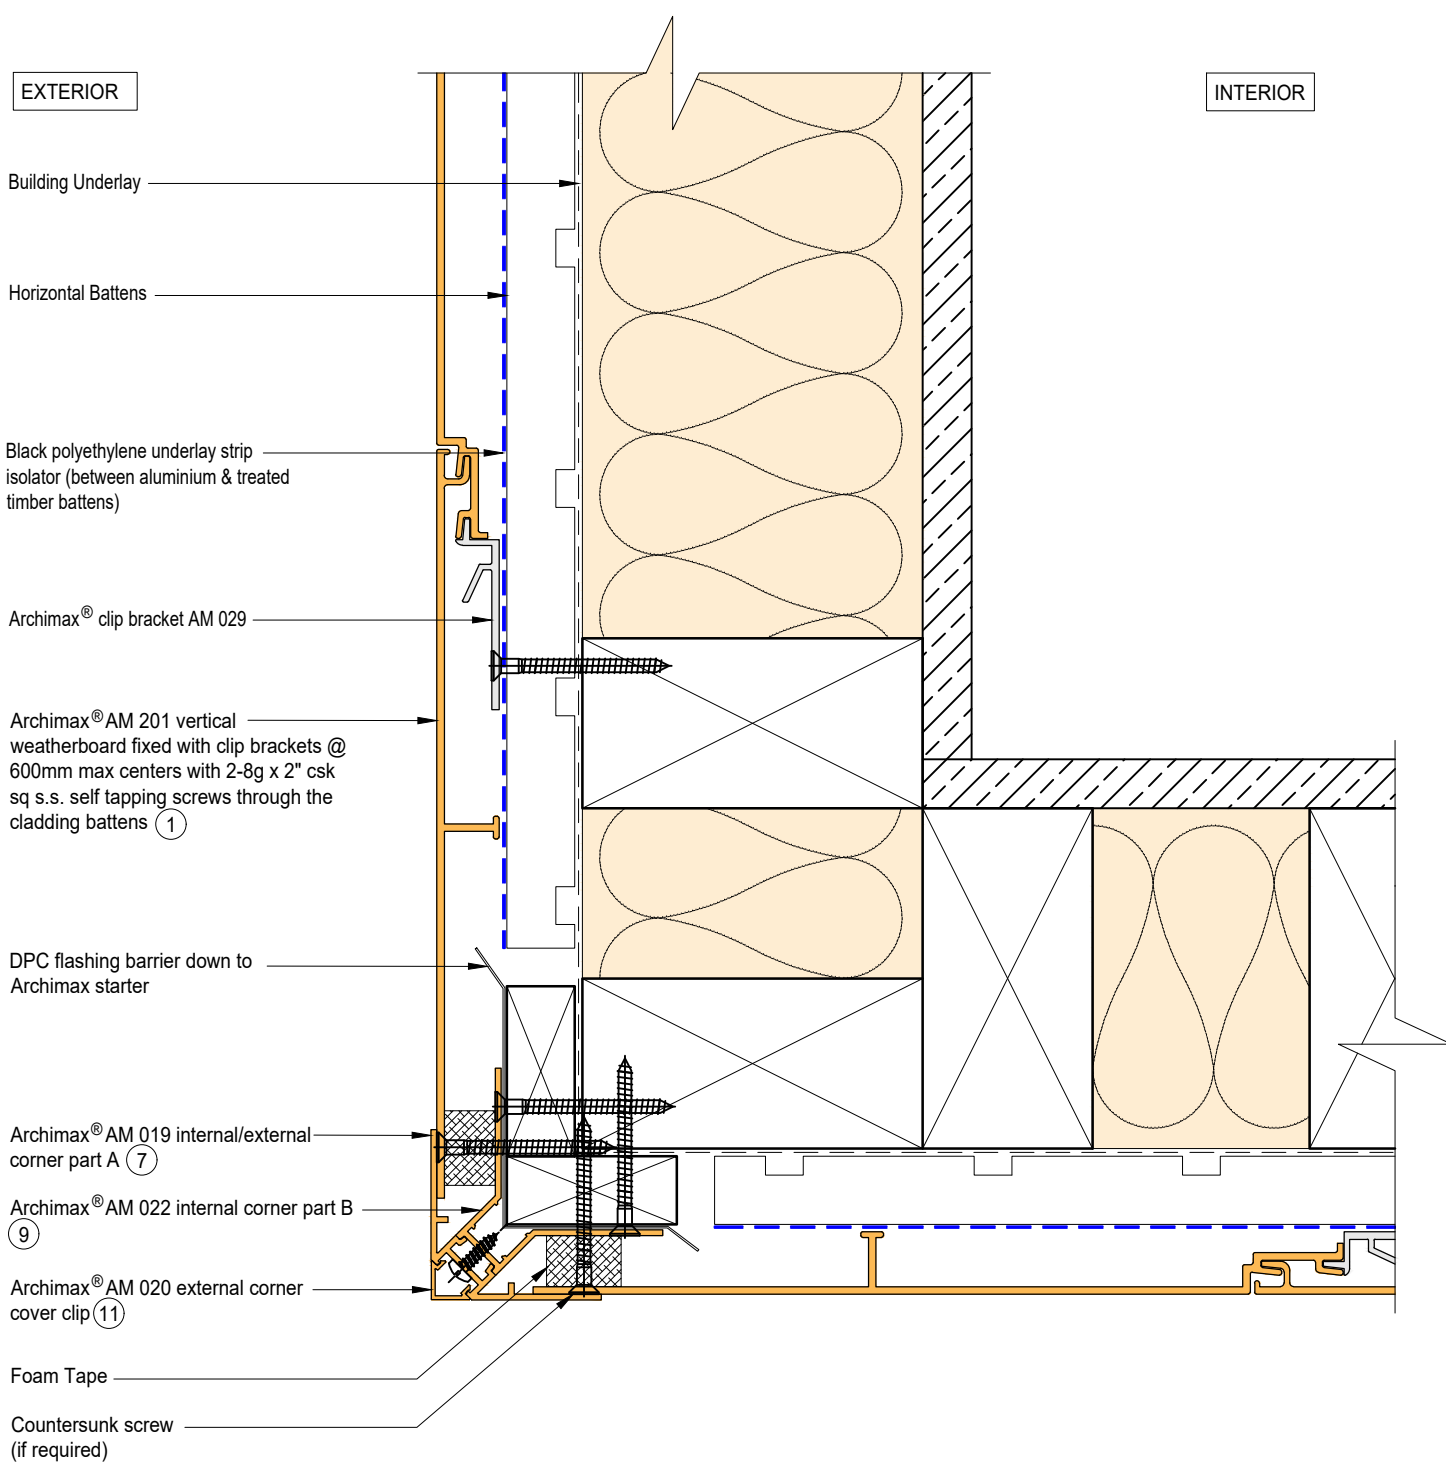 EXTERIOR
INTERIOR
Building Underlay
Horizontal Battens
Black polyethylene underlay strip
isolator (between aluminium & treated
timber battens)
Archimax® clip bracket AM 029
Archimax® AM 201 vertical
weatherboard fixed with clip brackets @
600mm max centers with 2-8g x 2" csk
sq s.s. self tapping screws through the
cladding battens 1
DPC flashing barrier down to
Archimax starter
Archimax® AM 019 internal/external
corner part A 7
Archimax® AM 022 internal corner part B
9
Archimax® AM 020 external corner
cover clip 11
Foam Tape
Countersunk screw
(if required)